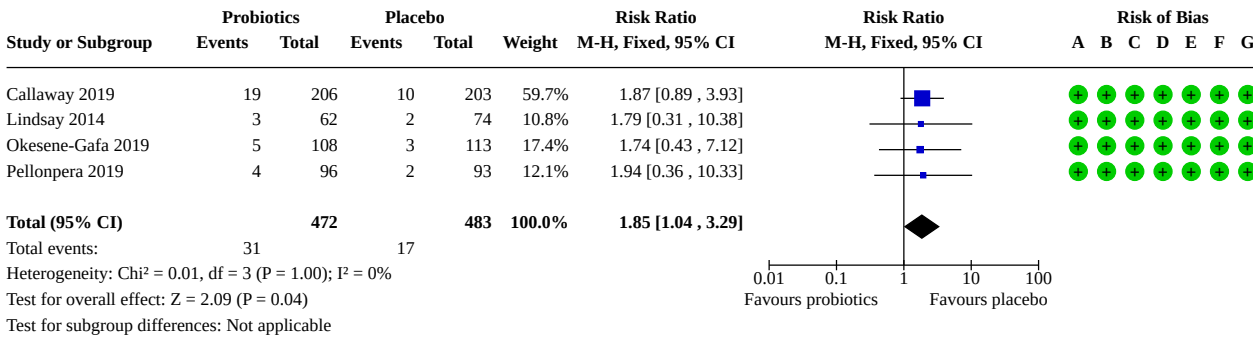 Probiotics Placebo Risk Ratio Risk Ratio Risk of Bias
Study or Subgroup Events Total Events Total Weight M-H, Fixed, 95% CI M-H, Fixed, 95% CI A B C D E F G
Callaway 2019 19 206 10 203 59.7% 1.87 [0.89 , 3.93] + + + + + + +
Lindsay 2014 3 62 2 74 10.8% 1.79 [0.31 , 10.38] + + + + + + +
Okesene-Gafa 2019 5 108 3 113 17.4% 1.74 [0.43 , 7.12] + + + + + + +
Pellonpera 2019 4 96 2 93 12.1% 1.94 [0.36 , 10.33] + + + + + + +
Total (95% CI) 472 483 100.0% 1.85 [1.04 , 3.29]
Total events: 31 17
Heterogeneity: Chi² = 0.01, df = 3 (P = 1.00); I² = 0%
0.01 0.1 1 10 100
Test for overall effect: Z = 2.09 (P = 0.04) Favours probiotics Favours placebo
Test for subgroup differences: Not applicable